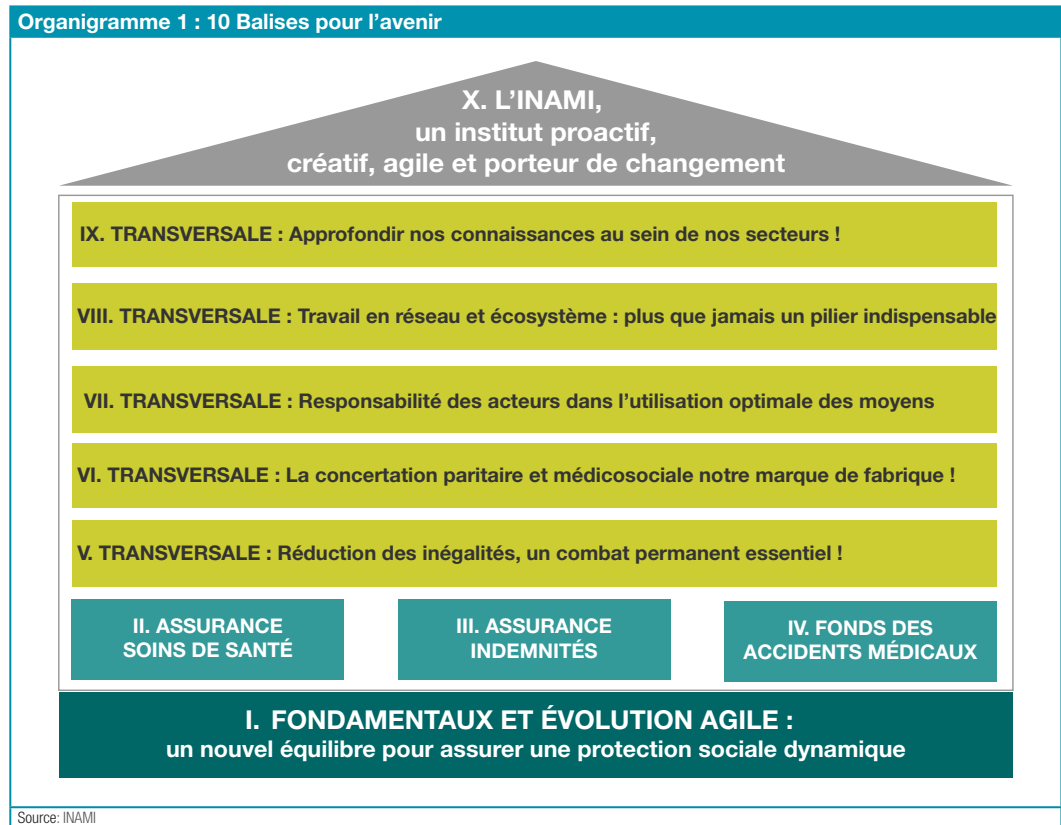 Organigramme 1 : 10 Balises pour l’avenir
X. L’INAMI,
un institut proactif,
créatif, agile et porteur de changement
IX. TRANSVERSALE : Approfondir nos connaissances au sein de nos secteurs !
VIII. TRANSVERSALE : Travail en réseau et écosystème : plus que jamais un pilier indispensable
VII. TRANSVERSALE : Responsabilité des acteurs dans l’utilisation optimale des moyens
VI. TRANSVERSALE : La concertation paritaire et médicosociale notre marque de fabrique !
V. TRANSVERSALE : Réduction des inégalités, un combat permanent essentiel !
II. ASSURANCE
SOINS DE SANTÉ
III. ASSURANCE
INDEMNITÉS
IV. FONDS DES
ACCIDENTS MÉDICAUX
I. FONDAMENTAUX ET ÉVOLUTION AGILE :
un nouvel équilibre pour assurer une protection sociale dynamique
Source: INAMI